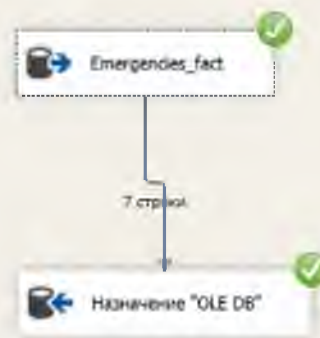 Emergencies_fact
7 строки
Назначение "OLE DB"